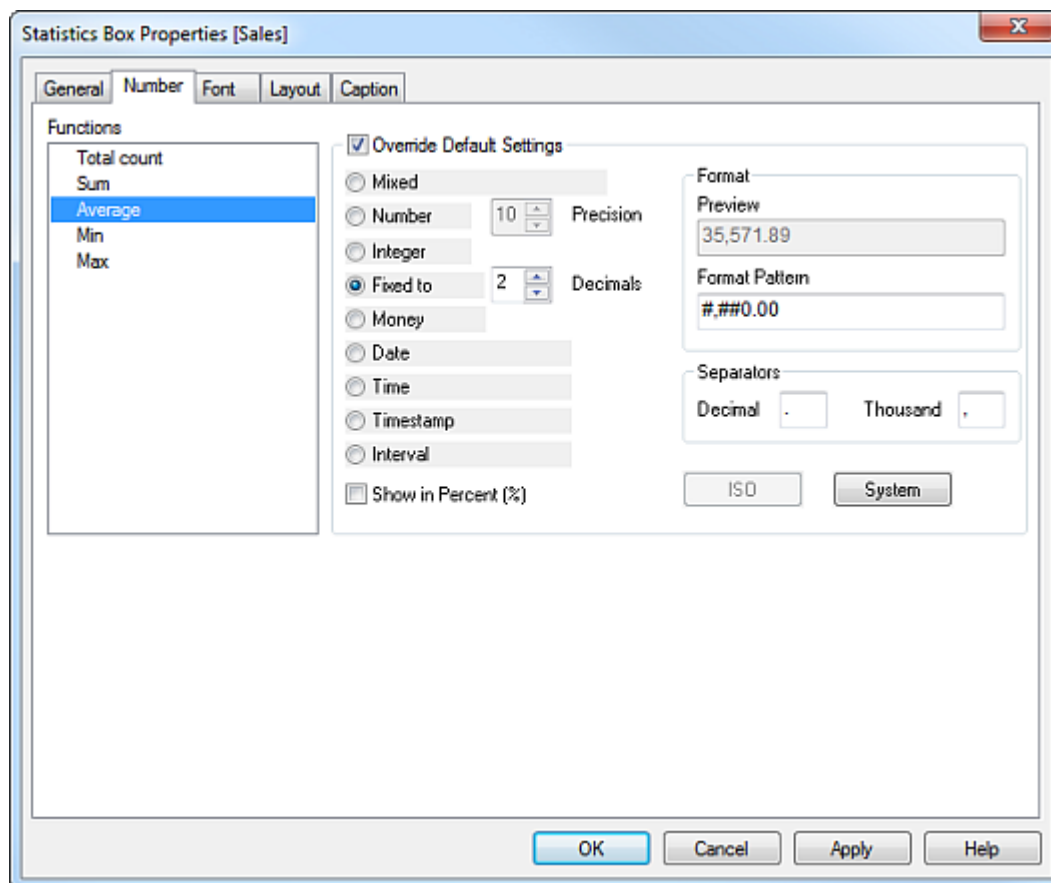 Statistics Box Properties [Sales]
General Number Font Layout Caption
Functions
Total count
Sum
Average
Min
Max
Override Default Settings
Mixed
Number 10 Precision
Integer
Fixed to 2 Decimals
Money
Date
Time
Timestamp
Interval
Show in Percent (%)
Format
Preview
35,571.89
Format Pattern
#,##0.00
Separators
Decimal . Thousand ,
ISO System
OK Cancel Apply Help